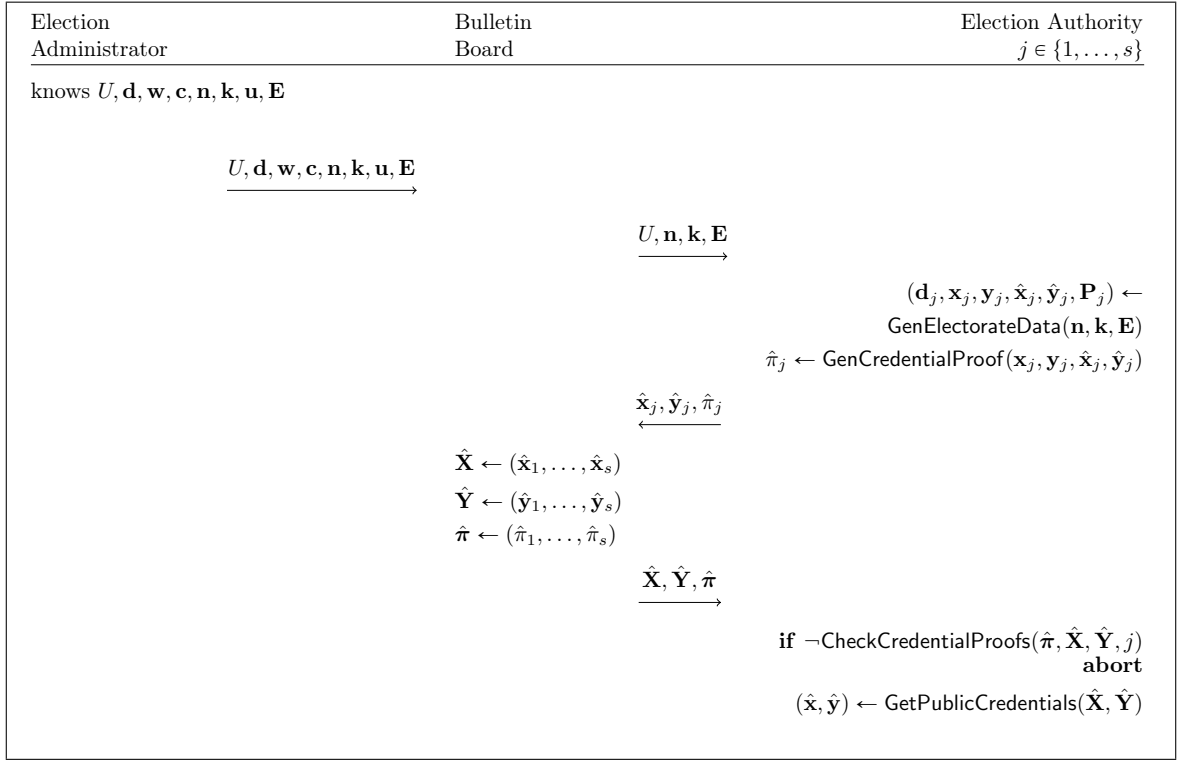 Election Administrator
Bulletin Board
Election Authority j ∈ {1, . . . , s}
knows U, d, w, c, n, k, u, E
U, d, w, c, n, k, u, E
U, n, k, E
(d_j, x_j, y_j, x̂_j, ŷ_j, P_j) ←
GenElectorateData(n, k, E)
π̂_j ← GenCredentialProof(x_j, y_j, x̂_j, ŷ_j)
x̂_j, ŷ_j, π̂_j
X̂ ← (x̂_1, . . . , x̂_s)
Ŷ ← (ŷ_1, . . . , ŷ_s)
π̂ ← (π̂_1, . . . , π̂_s)
X̂, Ŷ, π̂
if ¬CheckCredentialProofs(π̂, X̂, Ŷ, j)
abort
(x̂, ŷ) ← GetPublicCredentials(X̂, Ŷ)